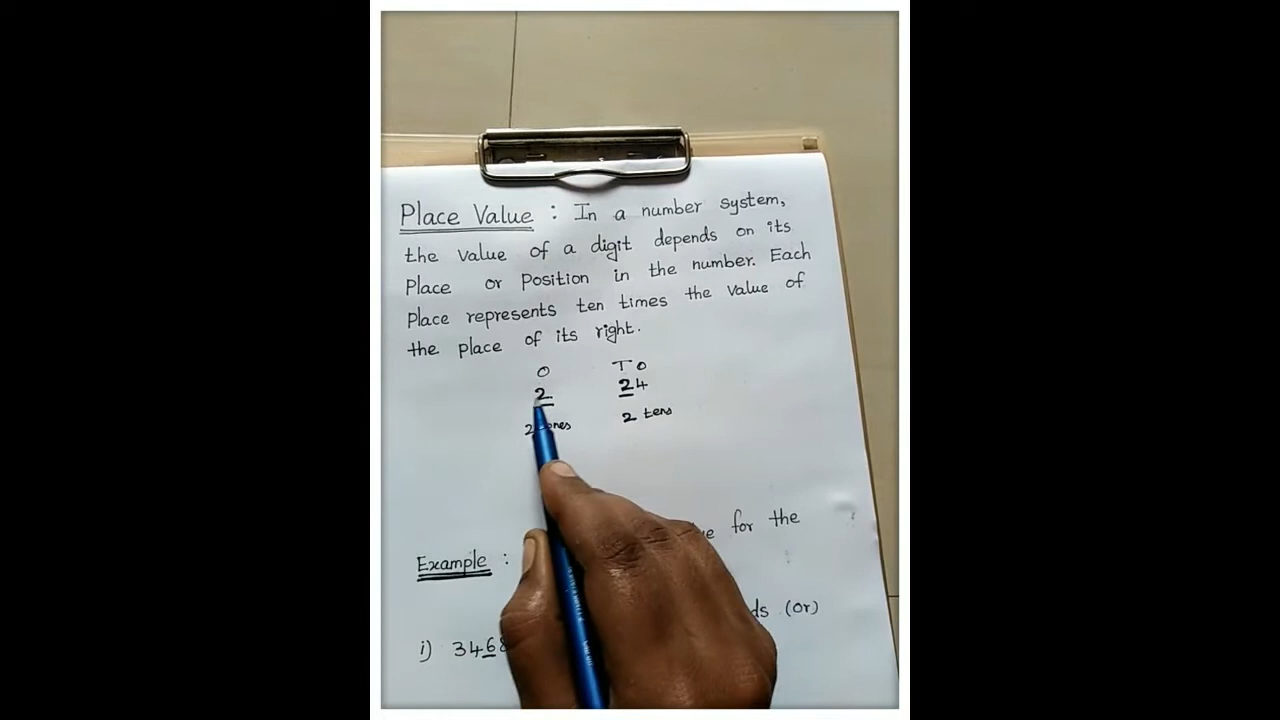 Place Value : In a number system,
the value of a digit depends on its
Place or Position in the number. Each
Place represents ten times the value of
the place of its right.
O TO
2 24
2 ones 2 tens
for the
Example :
(or)
i) 346